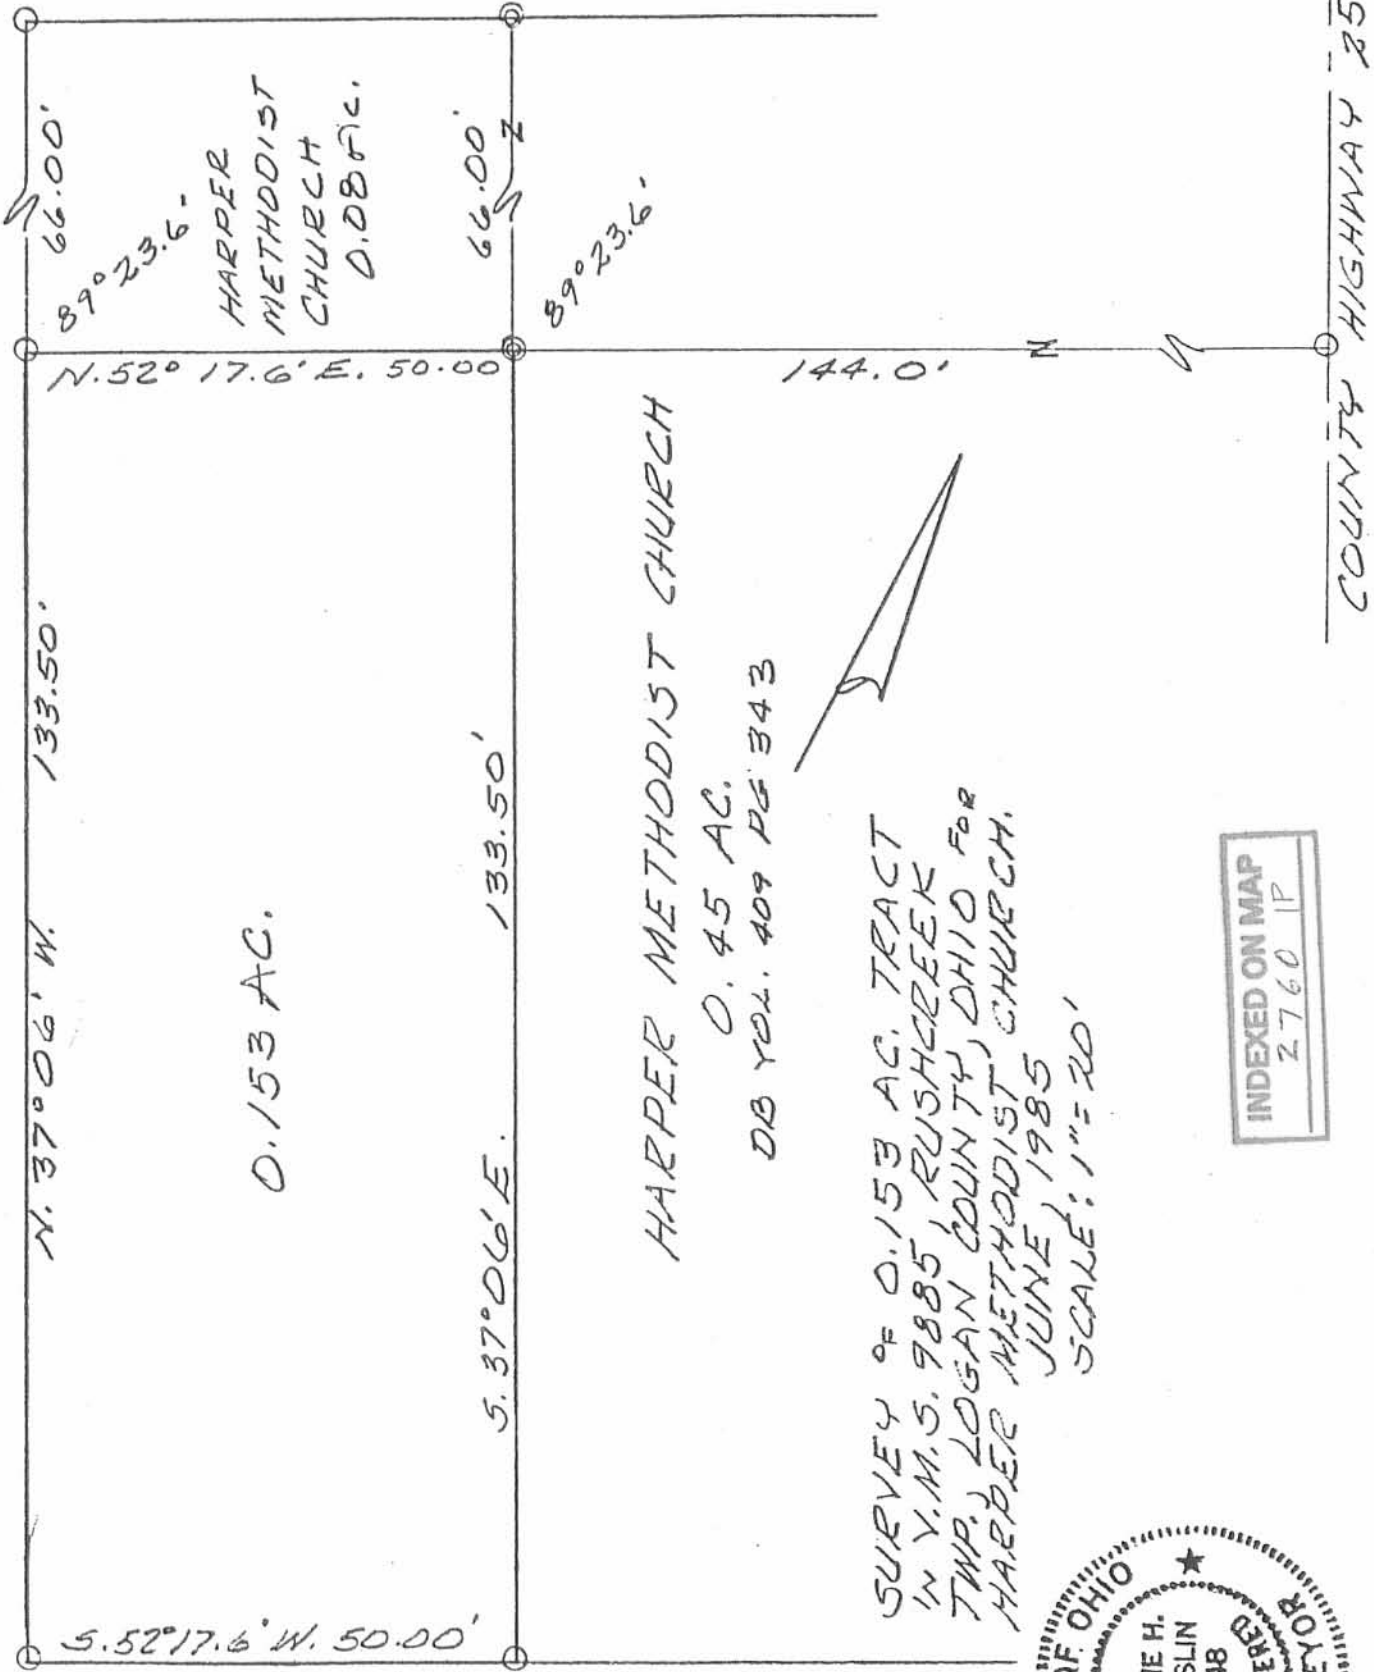 N. 37° 06' W. 133.50'
66.00'
89° 23.6'
HARPER
METHODIST
CHURCH
0.08 Ac.
66.00'
89° 23.6'
N. 52° 17.6' E. 50.00
144.0'
0.153 AC.
S. 37° 06' E. 133.50'
S. 52° 17.6' W. 50.00'
HARPER METHODIST CHURCH
0.45 AC.
DB VOL. 409 PG 343
SURVEY OF 0.153 AC. TRACT
IN V.M.S. 9885, RUSHCREEK
TWP., LOGAN COUNTY, OHIO FOR
HARPER METHODIST CHURCH.
JUNE, 1985
SCALE: 1"= 20'
COUNTY HIGHWAY 25
INDEXED ON MAP
2760 IP
OHIO